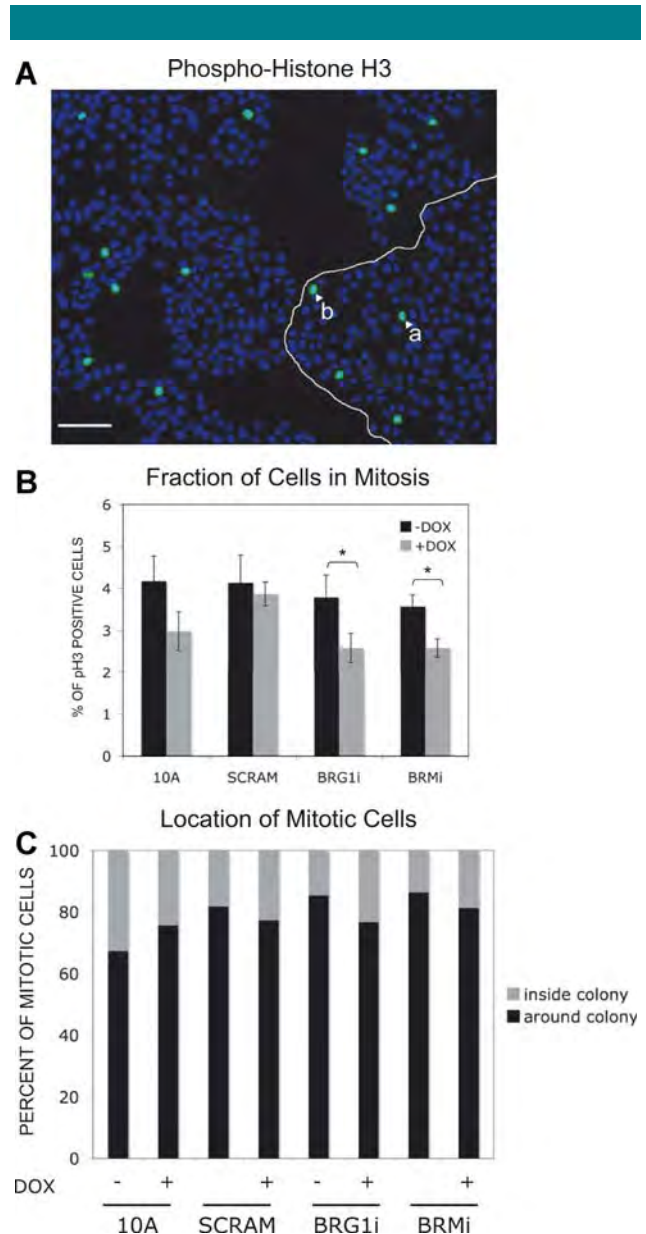 A
Phospho-Histone H3
b
a
B
Fraction of Cells in Mitosis
6
5
4
3
2
1
0
% OF pH3 POSITIVE CELLS
-DOX
+DOX
*
*
10A SCRAM BRG1i BRMi
C
Location of Mitotic Cells
100
80
60
40
20
0
PERCENT OF MITOTIC CELLS
inside colony
around colony
DOX - + + - + +
10A SCRAM BRG1i BRMi